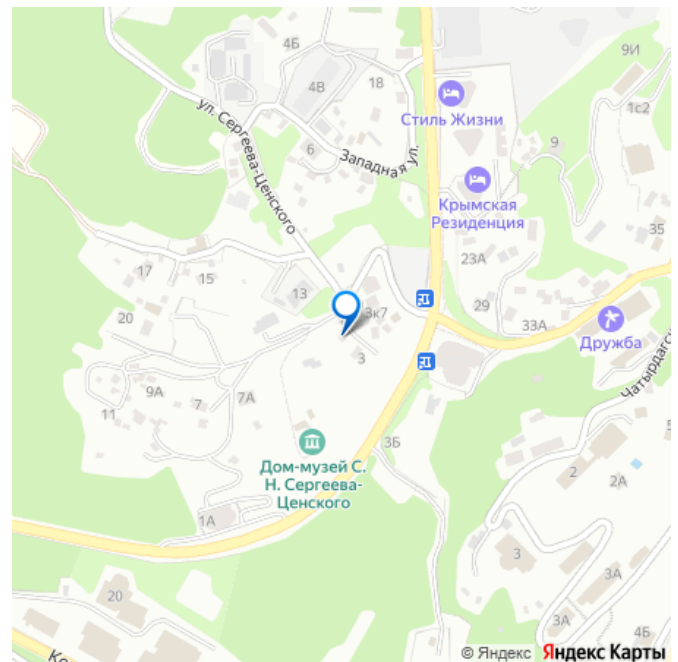 4Б
9И
4В
18
Стиль Жизни
1с2
ул. Сергеева-Ценского
6
Западная ул.
9
Крымская
Резиденция
35
23А
17
15
13
3к7
29
33А
20
Дружба
3
Чатырдагс
9А
7А
7
11
3Б
Дом-музей С.
Н. Сергеева-
Ценского
2
2А
1А
3
3А
20
3А
4Б
Ко
© Яндекс Яндекс Карты